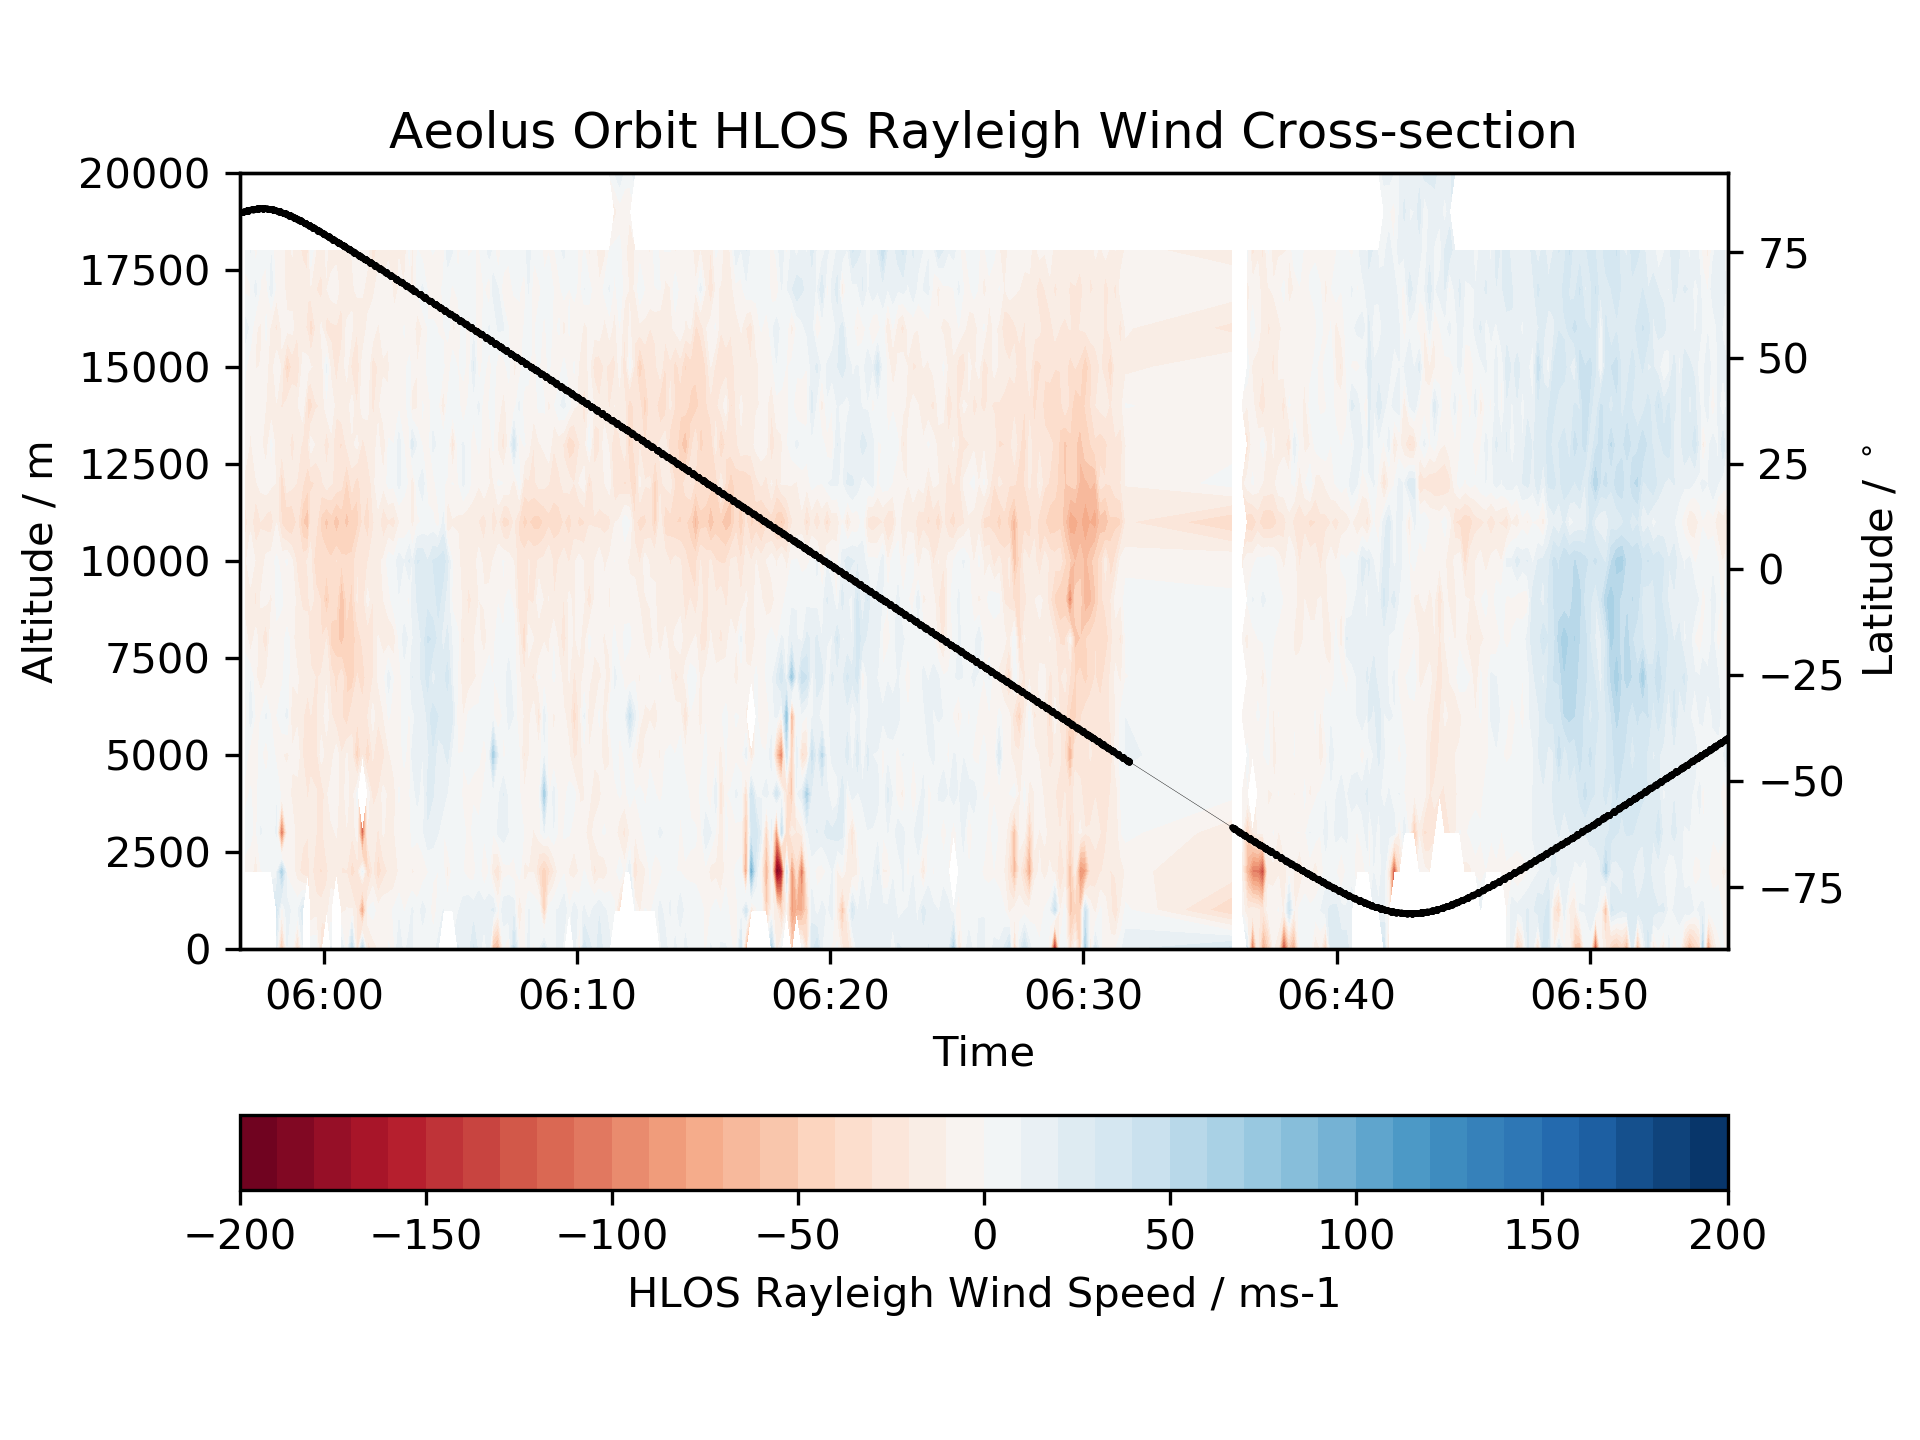 Aeolus Orbit HLOS Rayleigh Wind Cross-section
20000
17500
15000
12500
10000
7500
5000
2500
0
Altitude / m
75
50
25
0
−25
−50
−75
Latitude / °
06:00 06:10 06:20 06:30 06:40 06:50
Time
−200 −150 −100 −50 0 50 100 150 200
HLOS Rayleigh Wind Speed / ms-1